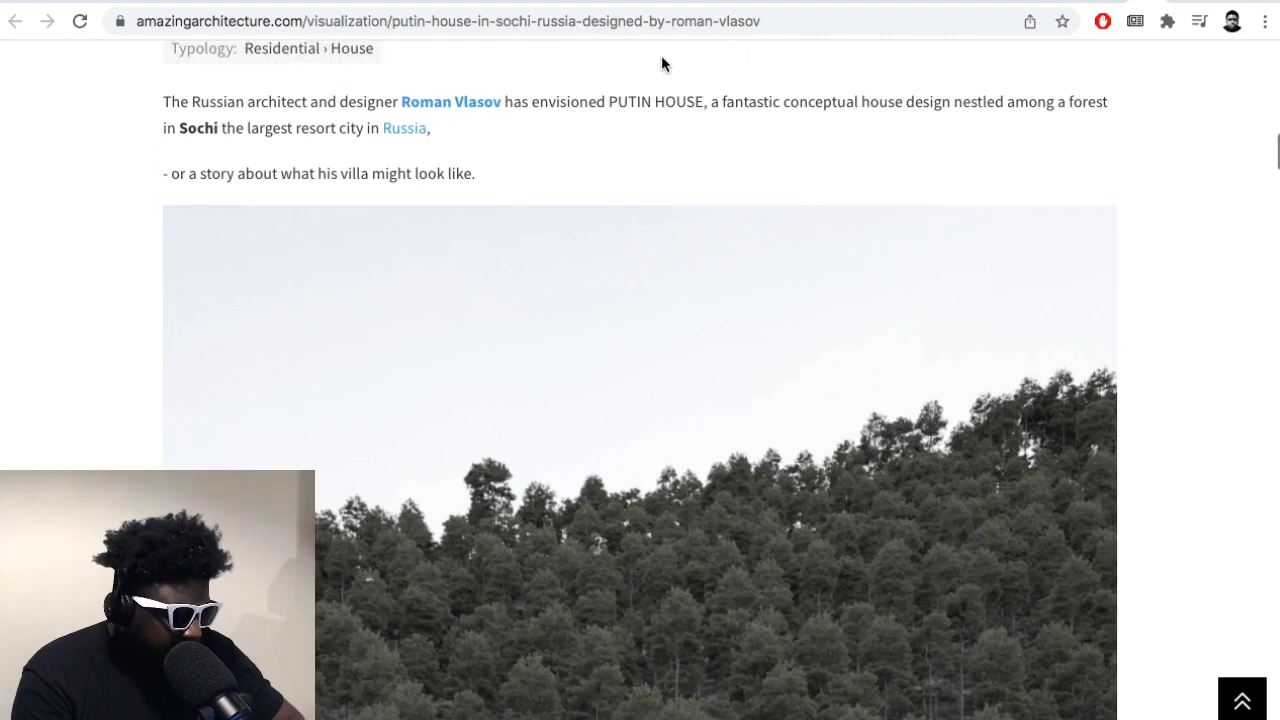 amazingarchitecture.com/visualization/putin-house-in-sochi-russia-designed-by-roman-vlasov
Typology: Residential › House
The Russian architect and designer Roman Vlasov has envisioned PUTIN HOUSE, a fantastic conceptual house design nestled among a forest
in Sochi the largest resort city in Russia,
- or a story about what his villa might look like.